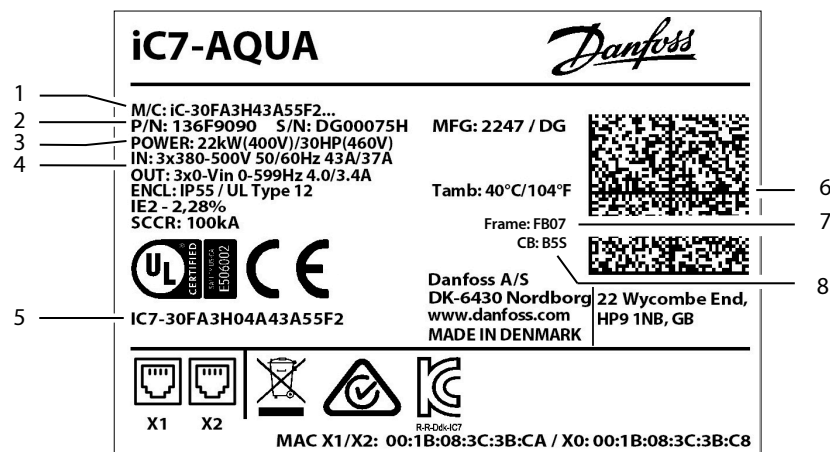 iC7-AQUA
Danfoss
1
M/C: iC-30FA3H43A55F2...
2
P/N: 136F9090 S/N: DG00075H MFG: 2247 / DG
3
POWER: 22kW(400V)/30HP(460V)
4
IN: 3x380-500V 50/60Hz 43A/37A
OUT: 3x0-Vin 0-599Hz 4.0/3.4A
ENCL: IP55 / UL Type 12 Tamb: 40°C/104°F
6
IE2 - 2,28%
SCCR: 100kA
Frame: FB07
7
CB: B5S
8
UL
®
CERTIFIED
SAFETY US-CA
E506002
CE
Danfoss A/S
DK-6430 Nordborg
www.danfoss.com
MADE IN DENMARK
22 Wycombe End,
HP9 1NB, GB
5
IC7-30FA3H04A43A55F2
X1 X2
R-R-Ddk-iC7
MAC X1/X2: 00:1B:08:3C:3B:CA / X0: 00:1B:08:3C:3B:C8